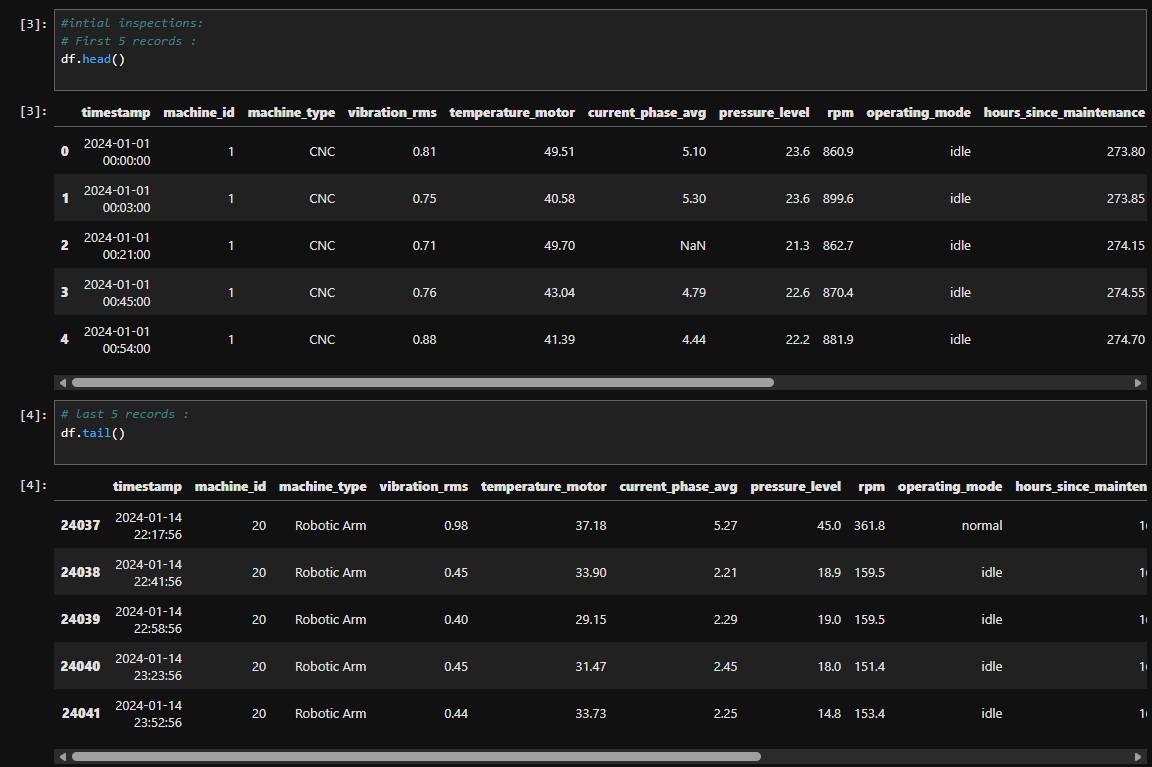 [3]: #intial inspections:
# First 5 records :
df.head()
[3]: timestamp machine_id machine_type vibration_rms temperature_motor current_phase_avg pressure_level rpm operating_mode hours_since_maintenance
0 2024-01-01 00:00:00 1 CNC 0.81 49.51 5.10 23.6 860.9 idle 273.80
1 2024-01-01 00:03:00 1 CNC 0.75 40.58 5.30 23.6 899.6 idle 273.85
2 2024-01-01 00:21:00 1 CNC 0.71 49.70 NaN 21.3 862.7 idle 274.15
3 2024-01-01 00:45:00 1 CNC 0.76 43.04 4.79 22.6 870.4 idle 274.55
4 2024-01-01 00:54:00 1 CNC 0.88 41.39 4.44 22.2 881.9 idle 274.70
[4]: # last 5 records :
df.tail()
[4]: timestamp machine_id machine_type vibration_rms temperature_motor current_phase_avg pressure_level rpm operating_mode hours_since_mainten
24037 2024-01-14 22:17:56 20 Robotic Arm 0.98 37.18 5.27 45.0 361.8 normal
24038 2024-01-14 22:41:56 20 Robotic Arm 0.45 33.90 2.21 18.9 159.5 idle
24039 2024-01-14 22:58:56 20 Robotic Arm 0.40 29.15 2.29 19.0 159.5 idle
24040 2024-01-14 23:23:56 20 Robotic Arm 0.45 31.47 2.45 18.0 151.4 idle
24041 2024-01-14 23:52:56 20 Robotic Arm 0.44 33.73 2.25 14.8 153.4 idle